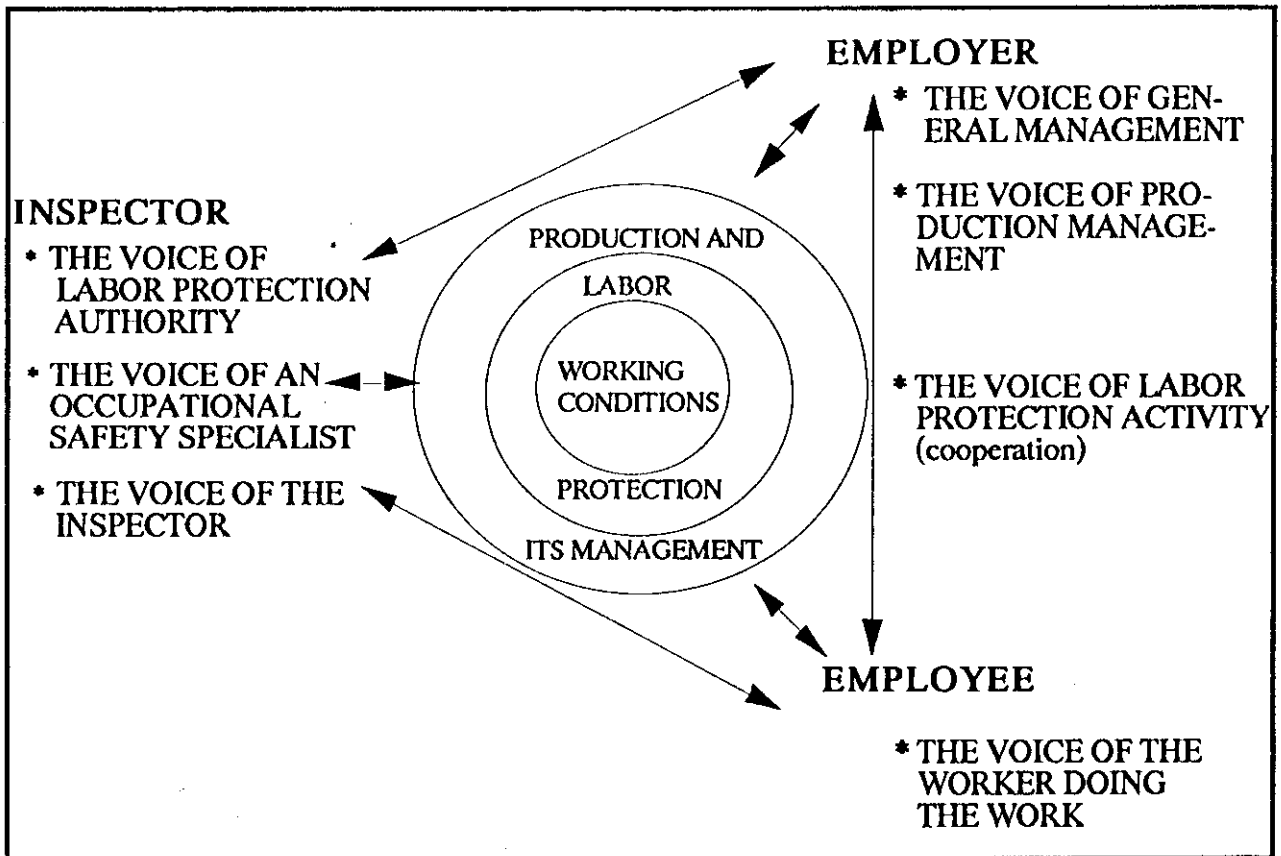 EMPLOYER
* THE VOICE OF GEN-
ERAL MANAGEMENT
* THE VOICE OF PRO-
DUCTION MANAGE-
MENT
INSPECTOR
* THE VOICE OF
LABOR PROTECTION
AUTHORITY
* THE VOICE OF AN
OCCUPATIONAL
SAFETY SPECIALIST
* THE VOICE OF THE
INSPECTOR
PRODUCTION AND
LABOR
WORKING
CONDITIONS
PROTECTION
ITS MANAGEMENT
* THE VOICE OF LABOR
PROTECTION ACTIVITY
(cooperation)
EMPLOYEE
* THE VOICE OF THE
WORKER DOING
THE WORK